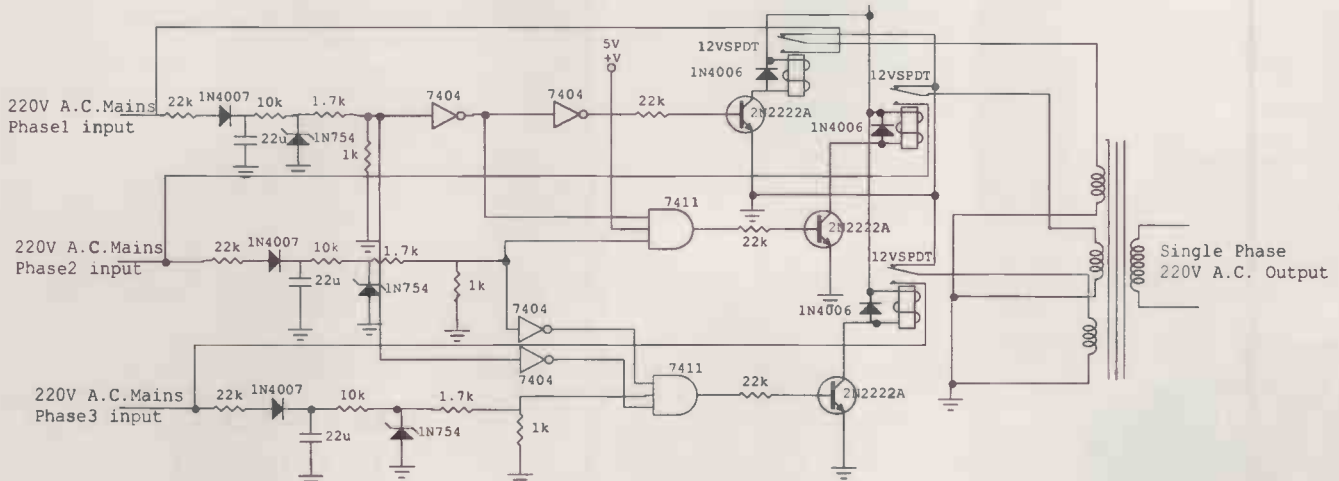 5V
+V
12VSPDT
1N4006
220V A.C.Mains
Phase1 input
22k
1N4007
10k
1.7k
22u
1N754
1k
7404
7404
22k
2N2222A
12VSPDT
1N4006
7411
22k
2N2222A
220V A.C.Mains
Phase2 input
22k
1N4007
10k
1.7k
22u
1N754
1k
7404
7404
12VSPDT
1N4006
Single Phase
220V A.C. Output
220V A.C.Mains
Phase3 input
22k
1N4007
10k
1.7k
22u
1N754
1k
7411
22k
2N2222A